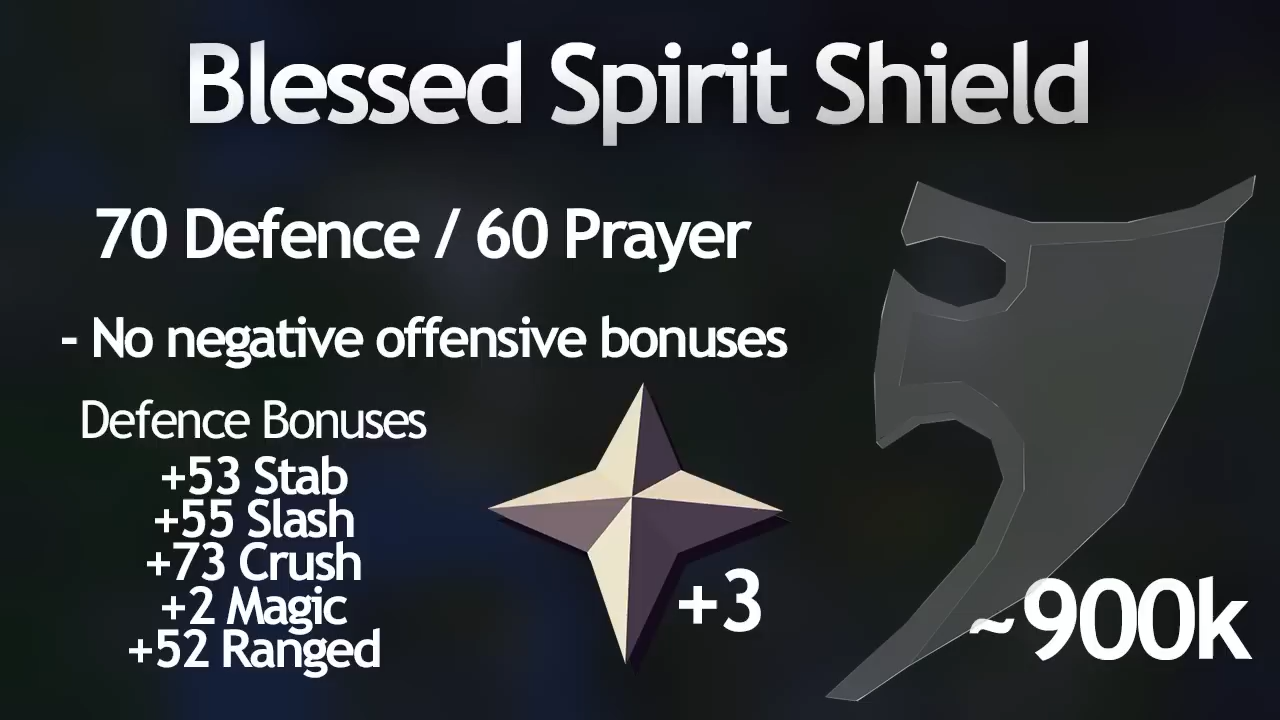 Blessed Spirit Shield
70 Defence / 60 Prayer
- No negative offensive bonuses
Defence Bonuses
+53 Stab
+55 Slash
+73 Crush
+2 Magic
+52 Ranged
+3
~900k